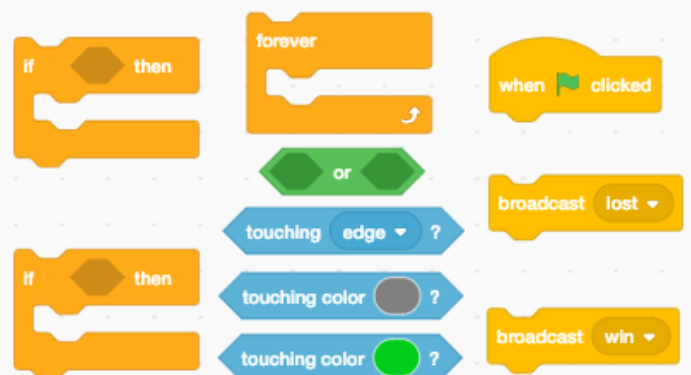 if then
forever
when clicked
or
broadcast lost
touching edge ?
if then
touching color ?
broadcast win
touching color ?